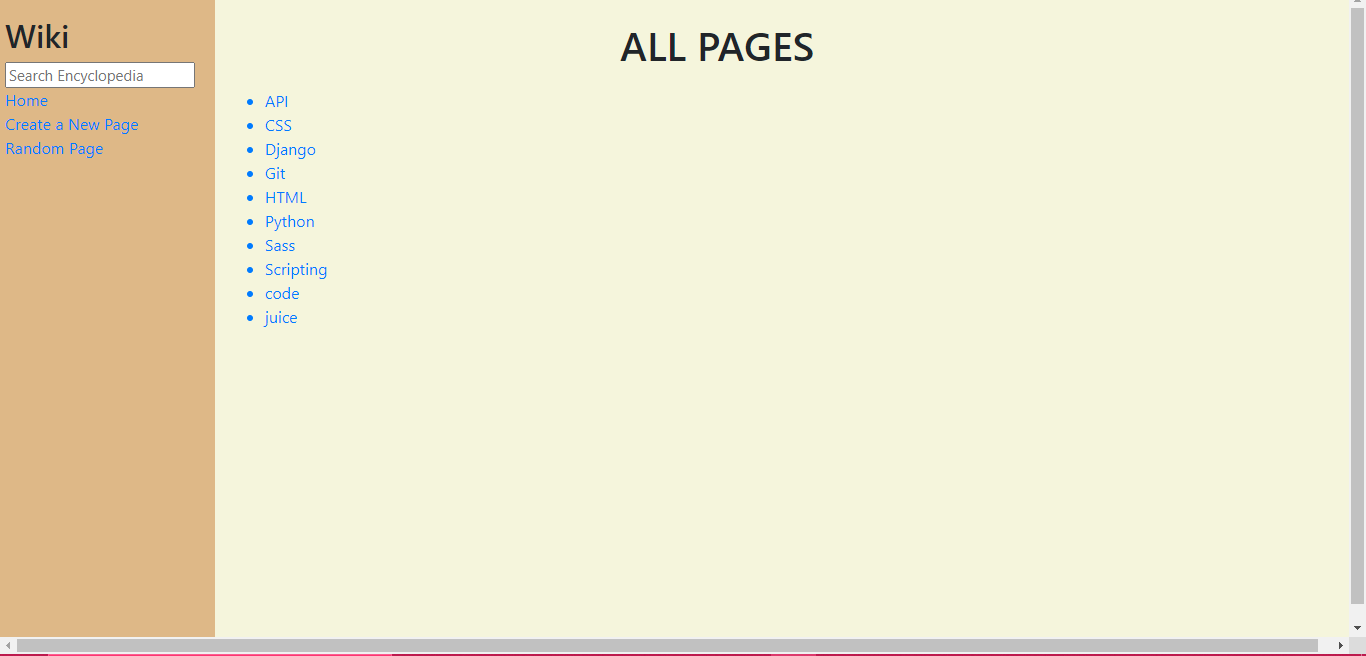 Wiki
Search Encyclopedia
Home
Create a New Page
Random Page
ALL PAGES
API
CSS
Django
Git
HTML
Python
Sass
Scripting
code
juice